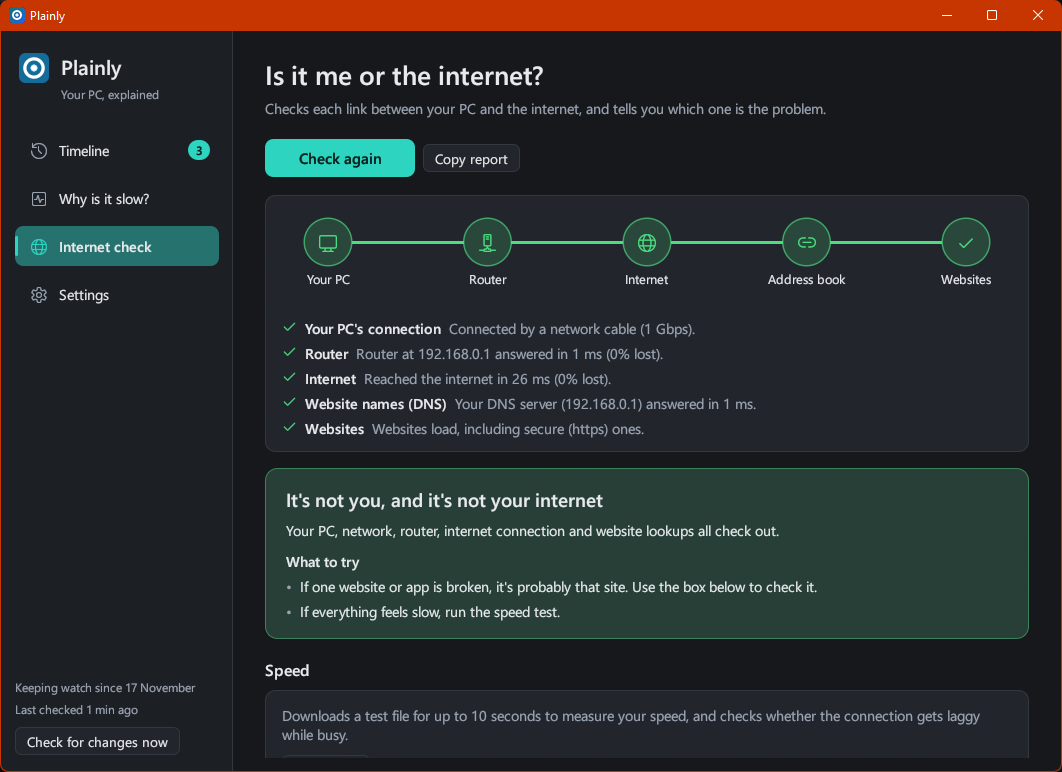 Plainly
Plainly
Your PC, explained
Timeline
3
Why is it slow?
Internet check
Settings
Keeping watch since 17 November
Last checked 1 min ago
Check for changes now
Is it me or the internet?
Checks each link between your PC and the internet, and tells you which one is the problem.
Check again
Copy report
Your PC
Router
Internet
Address book
Websites
Your PC's connection Connected by a network cable (1 Gbps).
Router Router at 192.168.0.1 answered in 1 ms (0% lost).
Internet Reached the internet in 26 ms (0% lost).
Website names (DNS) Your DNS server (192.168.0.1) answered in 1 ms.
Websites Websites load, including secure (https) ones.
It's not you, and it's not your internet
Your PC, network, router, internet connection and website lookups all check out.
What to try
• If one website or app is broken, it's probably that site. Use the box below to check it.
• If everything feels slow, run the speed test.
Speed
Downloads a test file for up to 10 seconds to measure your speed, and checks whether the connection gets laggy
while busy.